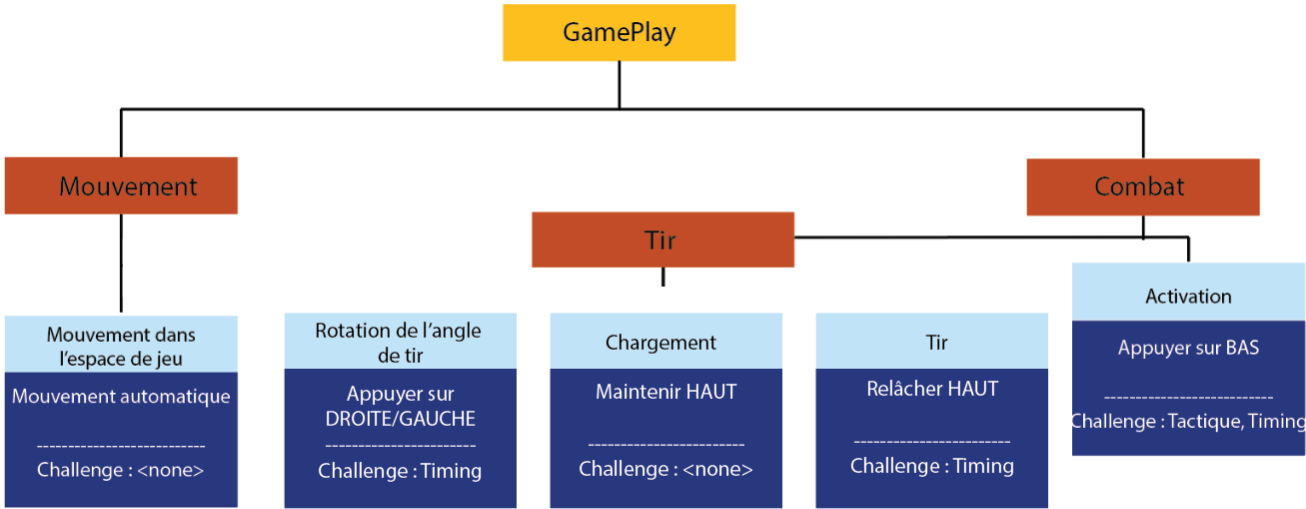 GamePlay
Mouvement
Combat
Tir
Mouvement dans
l'espace de jeu
Mouvement automatique
---------------------------
Challenge : <none>
Rotation de l'angle
de tir
Appuyer sur
DROITE/GAUCHE
------------------------
Challenge : Timing
Chargement
Maintenir HAUT
-------------------------
Challenge : <none>
Tir
Relâcher HAUT
-------------------------
Challenge : Timing
Activation
Appuyer sur BAS
---------------------------
Challenge : Tactique, Timing